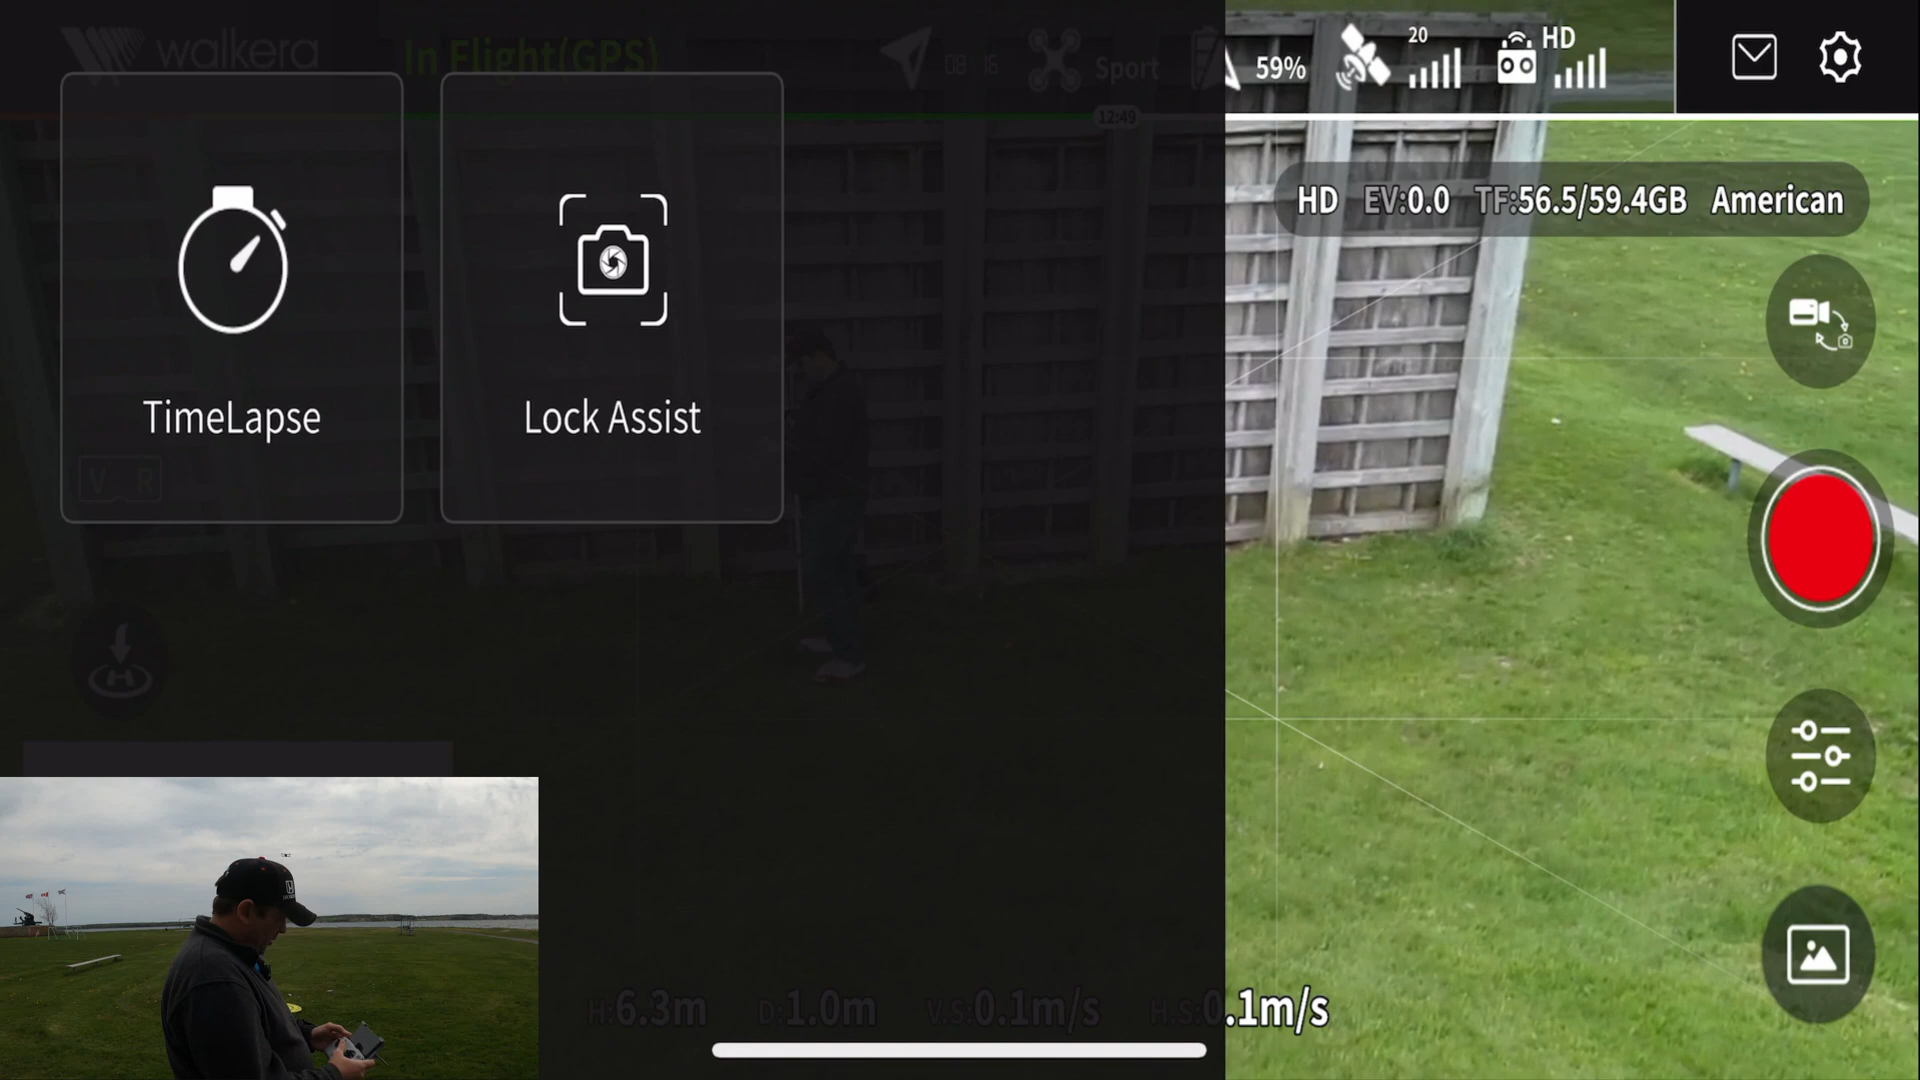 walkera In Flight(GPS) Sport 59% 20 HD
12:49
HD EV:0.0 TF:56.5/59.4GB American
TimeLapse Lock Assist
V R
H
H:6.3m D:1.0m V.S:0.1m/s H.S:0.1m/s